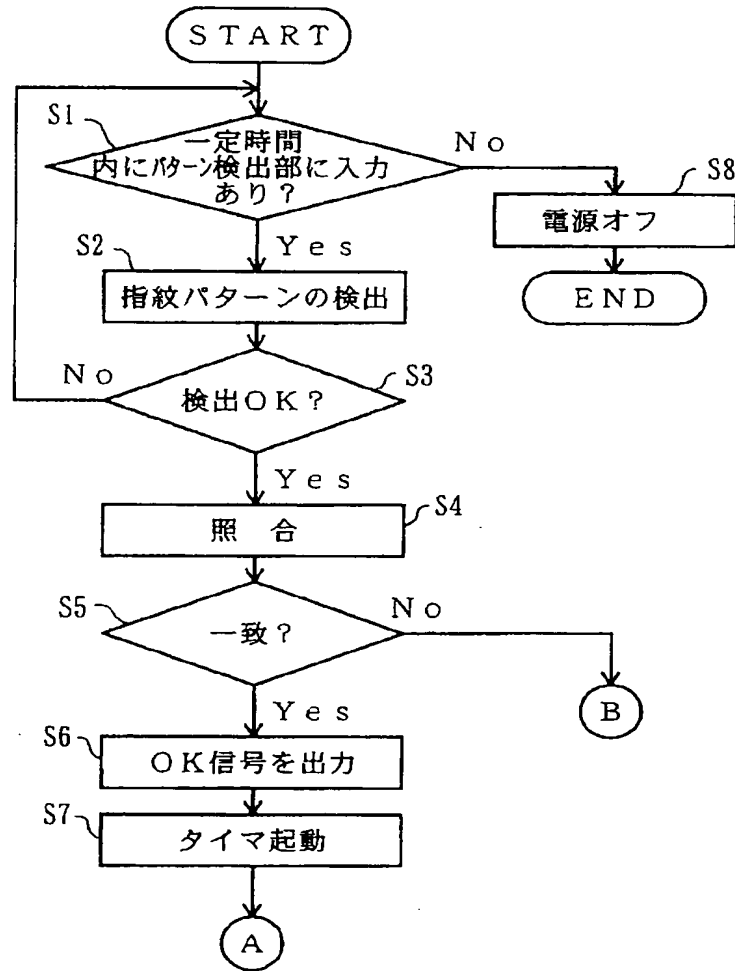 START
S1
一定時間
内にパターン検出部に入力
あり?
No
S8
電源オフ
END
Yes
S2
指紋パターンの検出
No
S3
検出OK?
Yes
S4
照 合
S5
一致?
No
B
Yes
S6
OK信号を出力
S7
タイマ起動
A